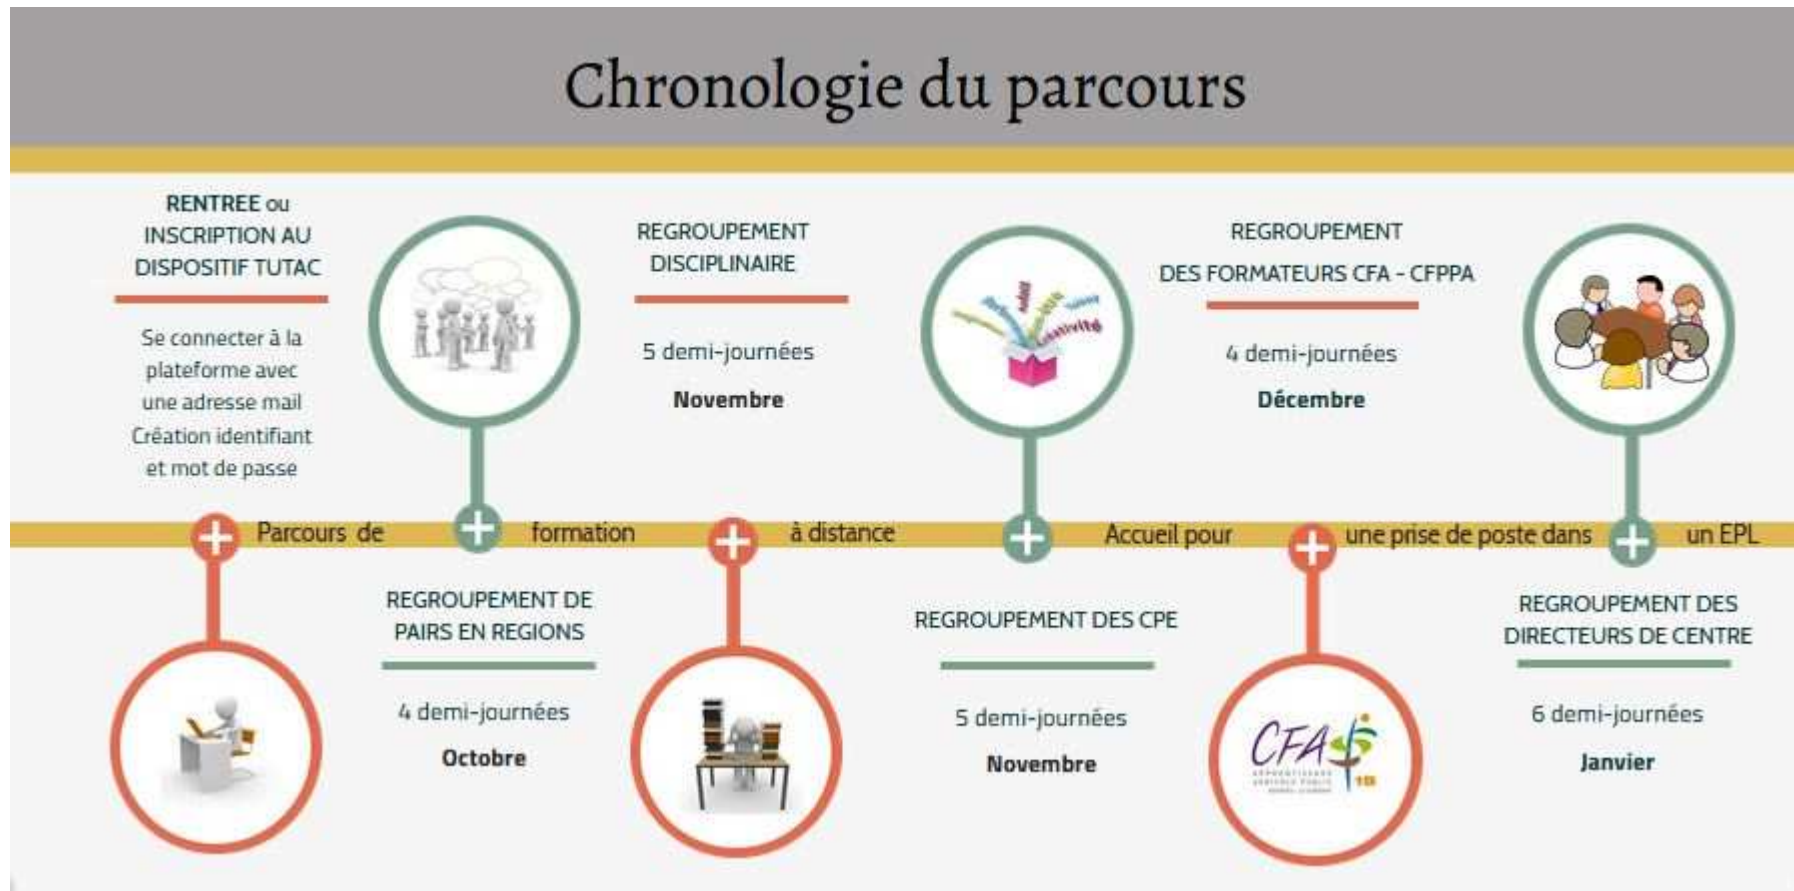 Chronologie du parcours
RENTREE ou
INSCRIPTION AU
DISPOSITIF TUTAC
Se connecter à la
plateforme avec
une adresse mail
Création identifiant
et mot de passe
REGROUPEMENT
DISCIPLINAIRE
5 demi-journées
Novembre
créativité
REGROUPEMENT
DES FORMATEURS CFA - CFPPA
4 demi-journées
Décembre
Parcours de formation à distance Accueil pour une prise de poste dans un EPL
REGROUPEMENT DE
PAIRS EN REGIONS
4 demi-journées
Octobre
REGROUPEMENT DES CPE
5 demi-journées
Novembre
CFA
APPRENTISSAGE
AGRICOLE PUBLIC
REGROUPEMENT DES
DIRECTEURS DE CENTRE
6 demi-journées
Janvier